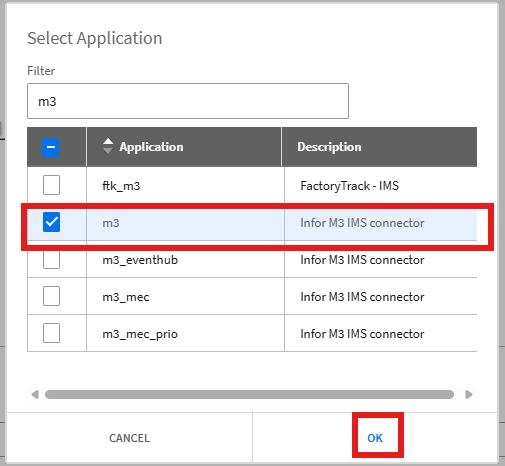 Select Application
Filter
m3
Application Description
ftk_m3 FactoryTrack - IMS
m3 Infor M3 IMS connector
m3_eventhub Infor M3 IMS connector
m3_mec Infor M3 IMS connector
m3_mec_prio Infor M3 IMS connector
CANCEL OK